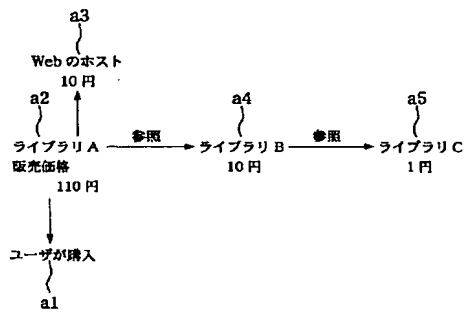 a3
Webのホスト
10円
a2
a4
a5
ライブラリA
参照
ライブラリB
参照
ライブラリC
販売価格
10円
1円
110円
ユーザが購入
a1